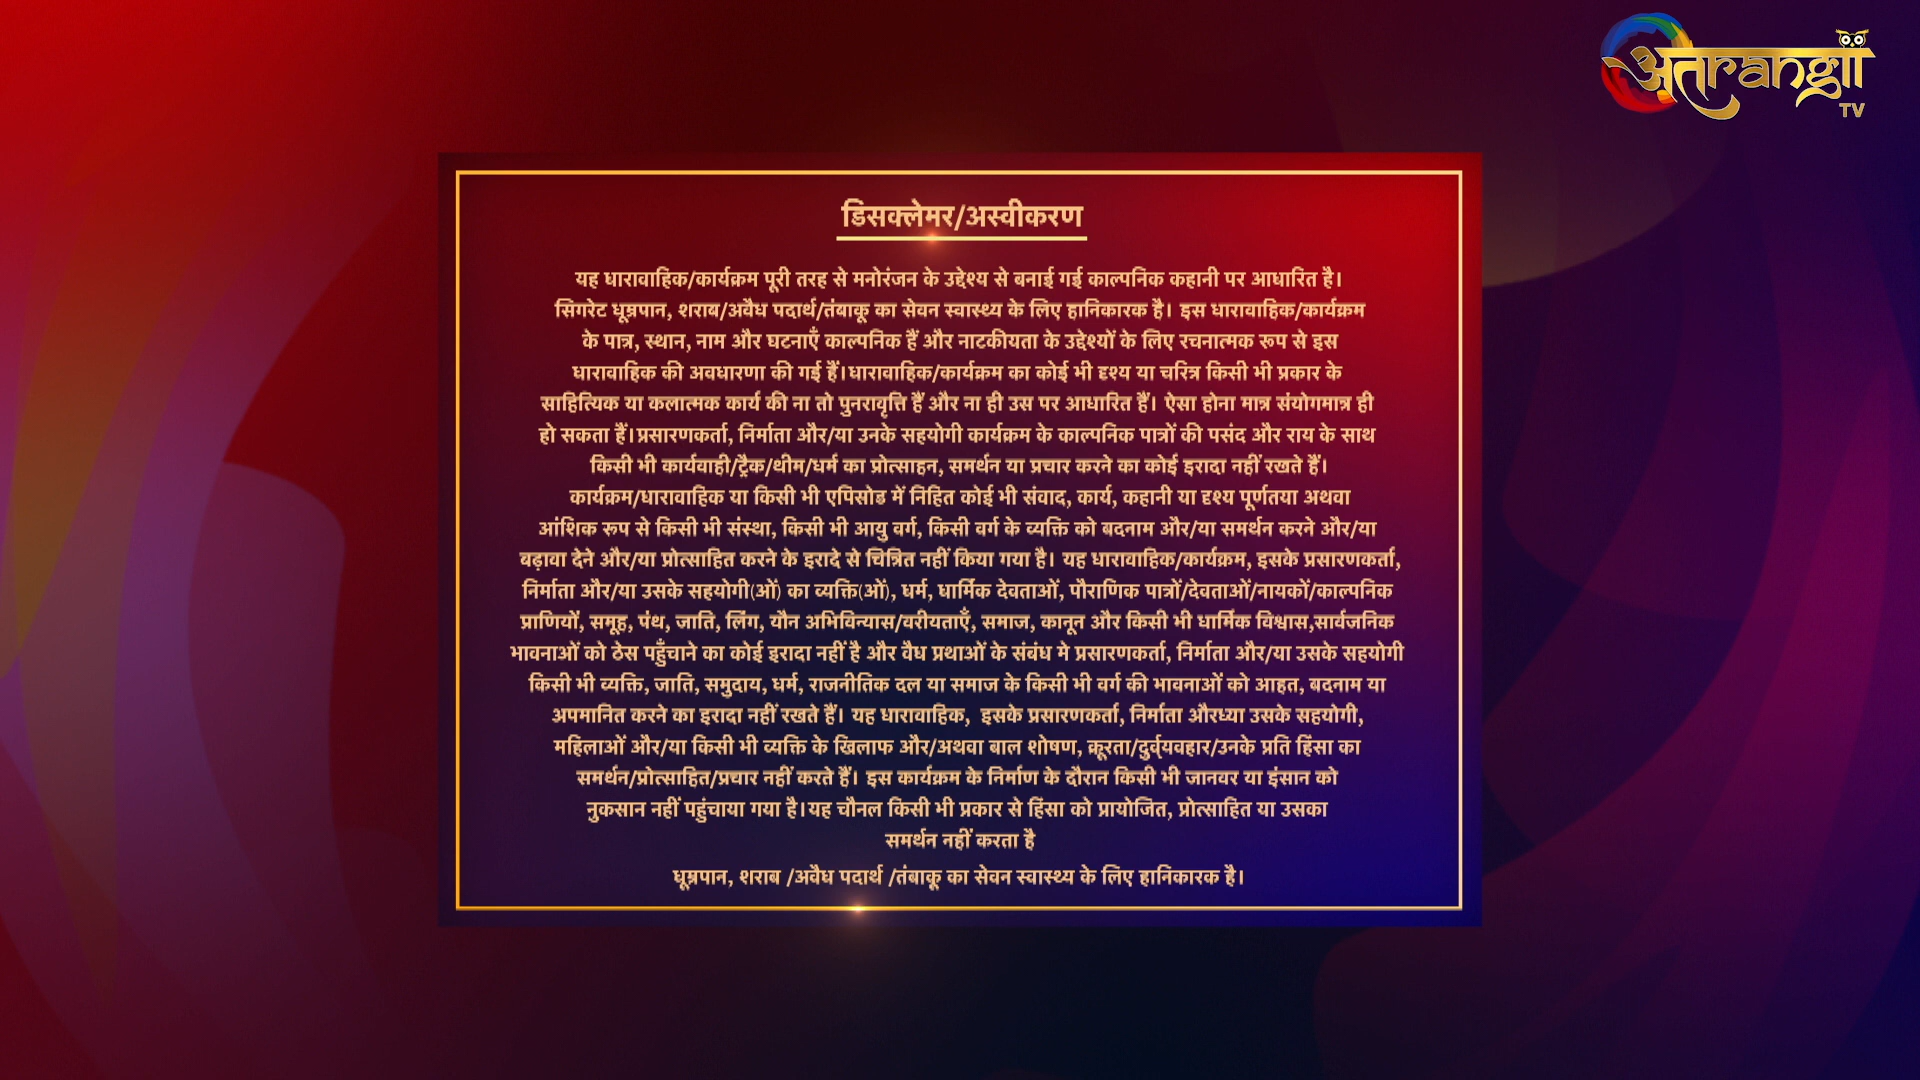 अतरangii
TV
डिसक्लेमर/अस्वीकरण
यह धारावाहिक/कार्यक्रम पूरी तरह से मनोरंजन के उद्देश्य से बनाई गई काल्पनिक कहानी पर आधारित है।
सिगरेट धूम्रपान, शराब/अवैध पदार्थ/तंबाकू का सेवन स्वास्थ्य के लिए हानिकारक है। इस धारावाहिक/कार्यक्रम
के पात्र, स्थान, नाम और घटनाएँ काल्पनिक हैं और नाटकीयता के उद्देश्यों के लिए रचनात्मक रूप से इस
धारावाहिक की अवधारणा की गई हैं।धारावाहिक/कार्यक्रम का कोई भी दृश्य या चरित्र किसी भी प्रकार के
साहित्यिक या कलात्मक कार्य की ना तो पुनरावृत्ति हैं और ना ही उस पर आधारित हैं। ऐसा होना मात्र संयोगमात्र ही
हो सकता हैं।प्रसारणकर्ता, निर्माता और/या उनके सहयोगी कार्यक्रम के काल्पनिक पात्रों की पसंद और राय के साथ
किसी भी कार्यवाही/ट्रैक/थीम/धर्म का प्रोत्साहन, समर्थन या प्रचार करने का कोई इरादा नहीं रखते हैं।
कार्यक्रम/धारावाहिक या किसी भी एपिसोड में निहित कोई भी संवाद, कार्य, कहानी या दृश्य पूर्णतया अथवा
आंशिक रूप से किसी भी संस्था, किसी भी आयु वर्ग, किसी वर्ग के व्यक्ति को बदनाम और/या समर्थन करने और/या
बढ़ावा देने और/या प्रोत्साहित करने के इरादे से चित्रित नहीं किया गया है। यह धारावाहिक/कार्यक्रम, इसके प्रसारणकर्ता,
निर्माता और/या उसके सहयोगी(ओं) का व्यक्ति(ओं), धर्म, धार्मिक देवताओं, पौराणिक पात्रों/देवताओं/नायकों/काल्पनिक
प्राणियों, समूह, पंथ, जाति, लिंग, यौन अभिविन्यास/वरीयताएँ, समाज, कानून और किसी भी धार्मिक विश्वास,सार्वजनिक
भावनाओं को ठेस पहुँचाने का कोई इरादा नहीं है और वैध प्रथाओं के संबंध मे प्रसारणकर्ता, निर्माता और/या उसके सहयोगी
किसी भी व्यक्ति, जाति, समुदाय, धर्म, राजनीतिक दल या समाज के किसी भी वर्ग की भावनाओं को आहत, बदनाम या
अपमानित करने का इरादा नहीं रखते हैं। यह धारावाहिक, इसके प्रसारणकर्ता, निर्माता औरध्या उसके सहयोगी,
महिलाओं और/या किसी भी व्यक्ति के खिलाफ और/अथवा बाल शोषण, क्रूरता/दुर्व्यवहार/उनके प्रति हिंसा का
समर्थन/प्रोत्साहित/प्रचार नहीं करते हैं। इस कार्यक्रम के निर्माण के दौरान किसी भी जानवर या इंसान को
नुकसान नहीं पहुंचाया गया है।यह चौनल किसी भी प्रकार से हिंसा को प्रायोजित, प्रोत्साहित या उसका
समर्थन नहीं करता है
धूम्रपान, शराब /अवैध पदार्थ /तंबाकू का सेवन स्वास्थ्य के लिए हानिकारक है।